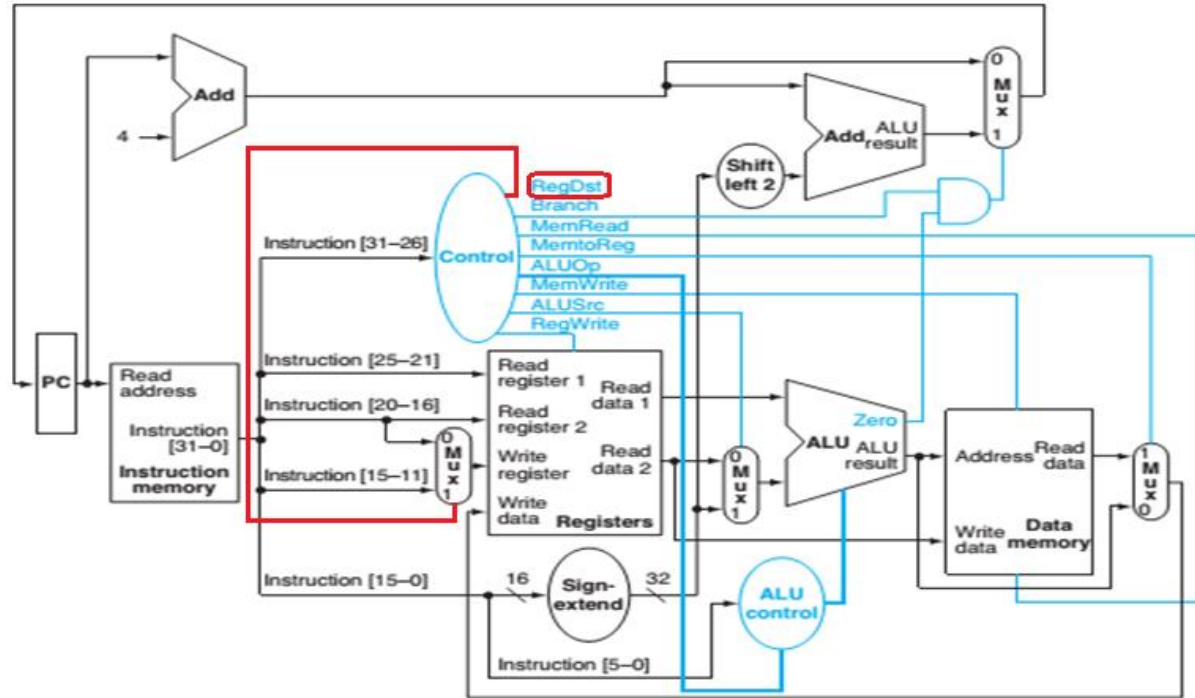 Add
4
0
Mux
1
Add ALU result
Shift left 2
RegDst
Branch
MemRead
MemtoReg
ALUOp
MemWrite
ALUSrc
RegWrite
Control
Instruction [31–26]
PC
Read address
Instruction [31–0]
Instruction memory
Instruction [25–21]
Instruction [20–16]
Instruction [15–11]
0
Mux
1
Read register 1
Read register 2
Write register
Write data
Read data 1
Read data 2
Registers
0
Mux
1
Zero
ALU
ALU result
Address
Read data
Write data
Data memory
1
Mux
0
Instruction [15–0]
16
Sign-extend
32
ALU control
Instruction [5–0]